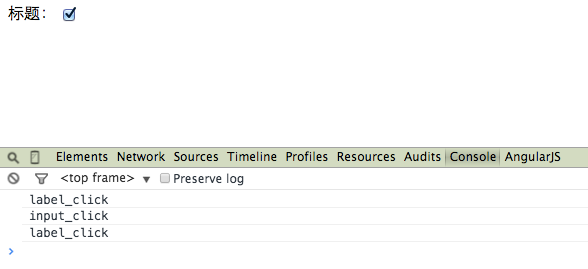 标题：
Elements Network Sources Timeline Profiles Resources Audits Console AngularJS
<top frame> ▼ Preserve log
label_click
input_click
label_click